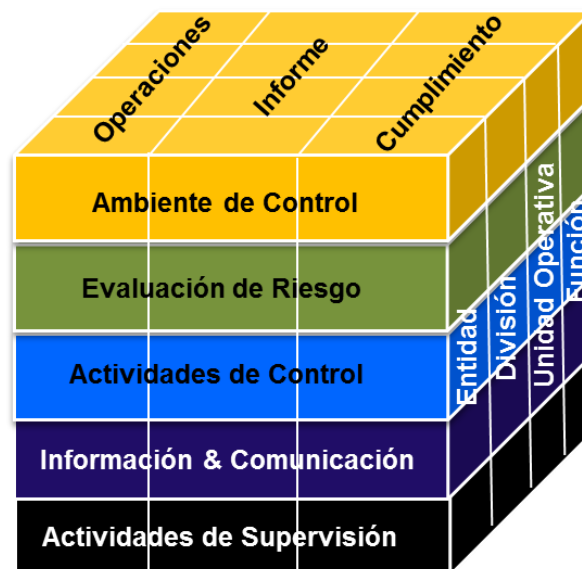 Operaciones
Informe
Cumplimiento
Ambiente de Control
Evaluación de Riesgo
Actividades de Control
Información & Comunicación
Actividades de Supervisión
Entidad
División
Unidad Operativa
Función